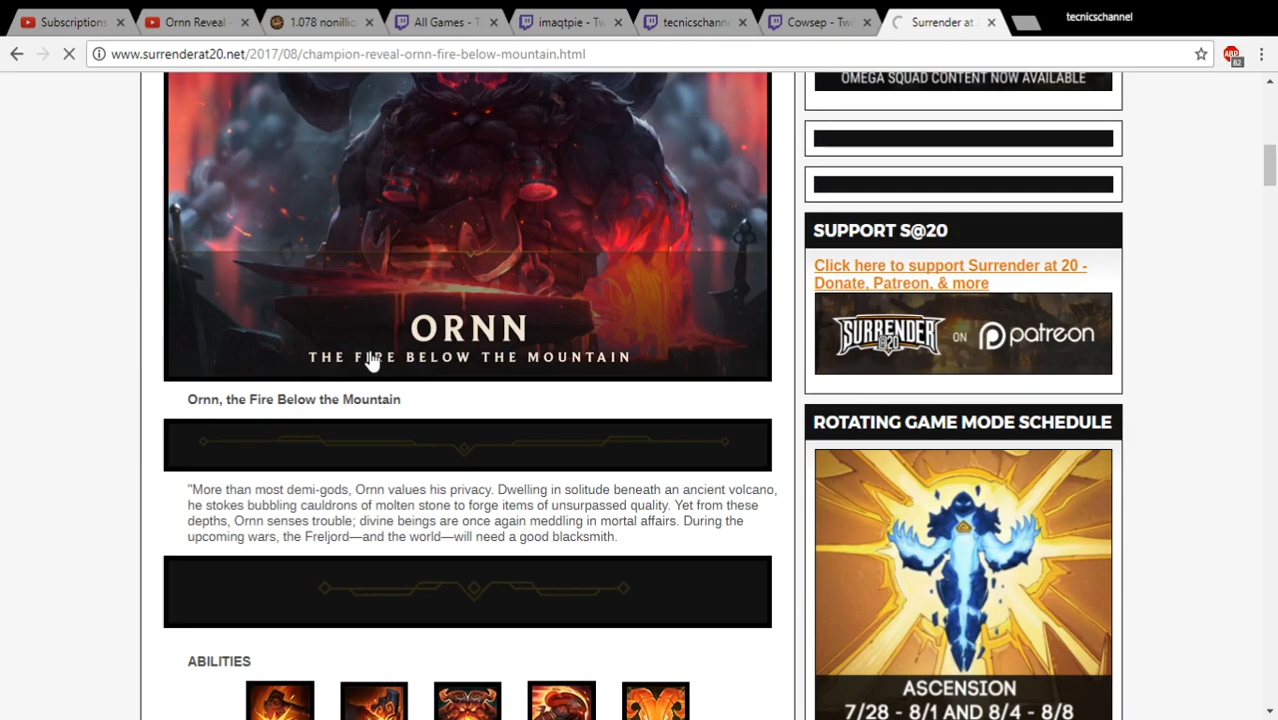 Subscriptions
Ornn Reveal -
1.078 nonillio
All Games - T
imaqtpie - Tw
tecnicschann
Cowsep - Twi
Surrender at
tecnicschannel
www.surrenderat20.net/2017/08/champion-reveal-ornn-fire-below-mountain.html
82
OMEGA SQUAD CONTENT NOW AVAILABLE
ORNN
THE FIRE BELOW THE MOUNTAIN
Ornn, the Fire Below the Mountain
"More than most demi-gods, Ornn values his privacy. Dwelling in solitude beneath an ancient volcano,
he stokes bubbling cauldrons of molten stone to forge items of unsurpassed quality. Yet from these
depths, Ornn senses trouble; divine beings are once again meddling in mortal affairs. During the
upcoming wars, the Freljord—and the world—will need a good blacksmith.
ABILITIES
SUPPORT S@20
Click here to support Surrender at 20 -
Donate, Patreon, & more
SURRENDER @20 ON patreon
ROTATING GAME MODE SCHEDULE
ASCENSION
7/28 - 8/1 AND 8/4 - 8/8